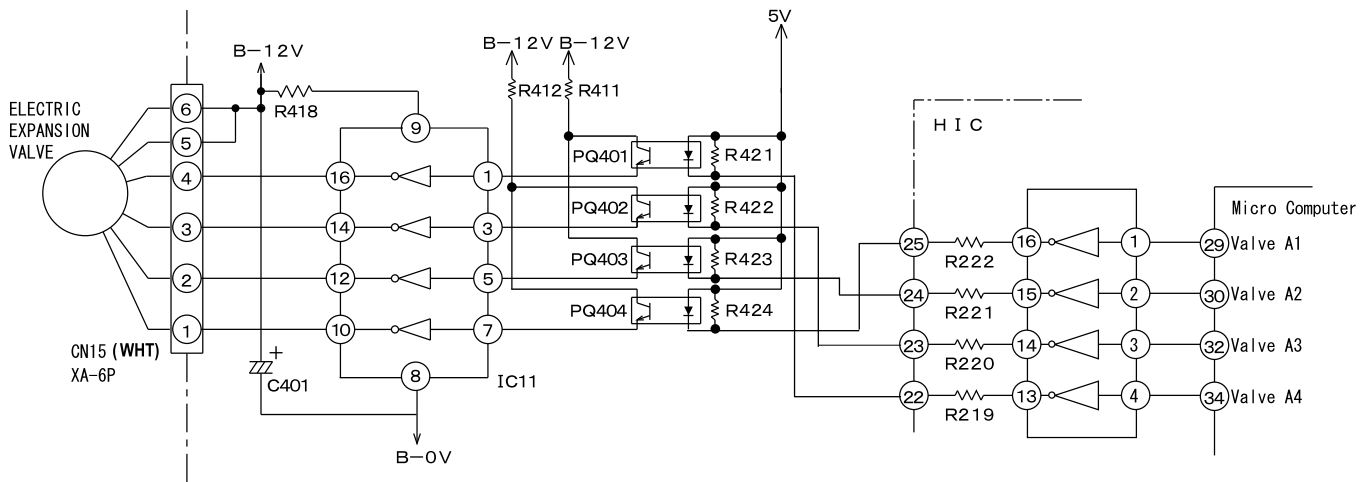 5V
B-12V
B-12V B-12V
R412
R411
R418
ELECTRIC
EXPANSION
VALVE
6
5
4
3
2
1
CN15 (WHT)
XA-6P
+
C401
9
16
14
12
10
1
3
5
7
8
IC11
B-0V
PQ401
PQ402
PQ403
PQ404
R421
R422
R423
R424
HIC
25
24
23
22
R222
R221
R220
R219
16
15
14
13
1
2
3
4
Micro Computer
29 Valve A1
30 Valve A2
32 Valve A3
34 Valve A4